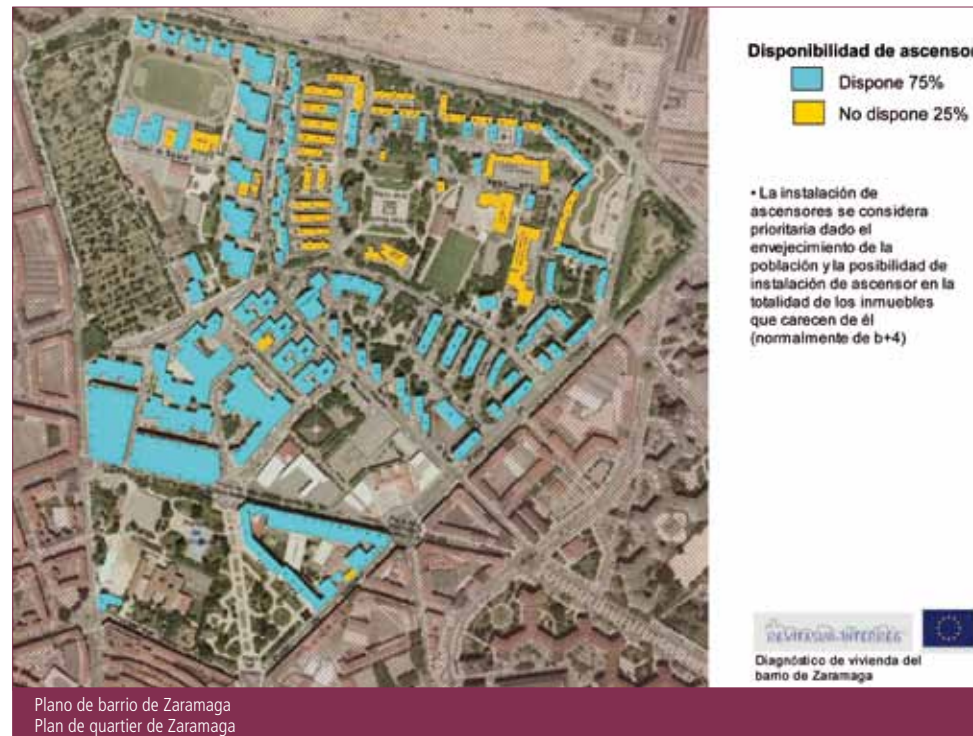 Disponibilidad de ascensor
Dispone 75%
No dispone 25%
• La instalación de
ascensores se considera
prioritaria dado el
envejecimiento de la
población y la posibilidad de
instalación de ascensor en la
totalidad de los inmuebles
que carecen de él
(normalmente de b+4)
REVITASUR-INTERREG
Diagnóstico de vivienda del
barrio de Zaramaga
Plano de barrio de Zaramaga
Plan de quartier de Zaramaga